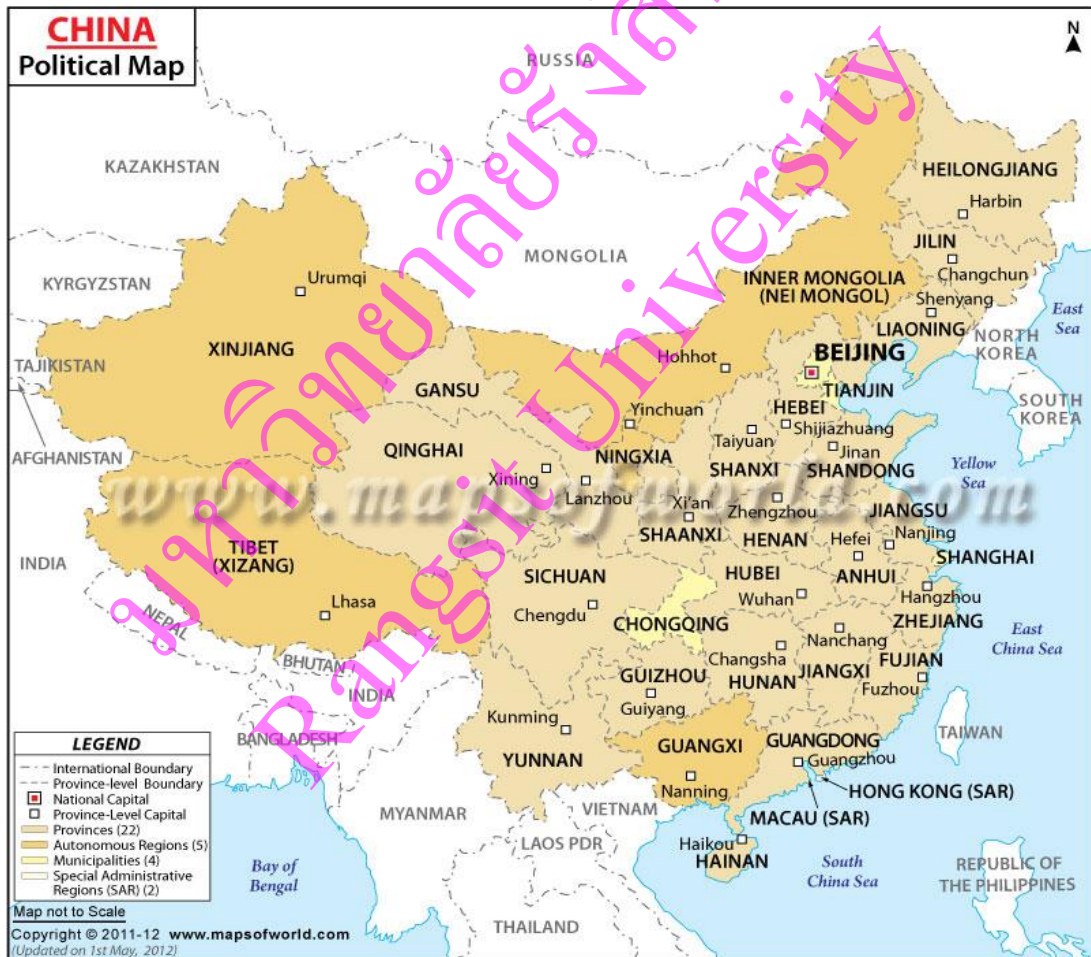 CHINA
Political Map
N
RUSSIA
KAZAKHSTAN
HEILONGJIANG
Harbin
JILIN
Changchun
MONGOLIA
INNER MONGOLIA
(NEI MONGOL)
Urumqi
KYRGYZSTAN
Shenyang
LIAONING
East
Sea
NORTH
KOREA
XINJIANG
TAJIKISTAN
Hohhot
BEIJING
TIANJIN
GANSU
SOUTH
KOREA
HEBEI
Yinchuan
Shijiazhuang
Taiyuan
Jinan
QINGHAI
NINGXIA
AFGHANISTAN
Xining
Lanzhou
SHANXI
SHANDONG
Yellow
Sea
www.mapsofworld.com
Xi'an
Zhengzhou
JIANGSU
SHAANXI
HENAN
Hefei
Nanjing
TIBET
(XIZANG)
INDIA
SHANGHAI
SICHUAN
HUBEI
ANHUI
Lhasa
Chengdu
Wuhan
Hangzhou
NEPAL
CHONGQING
ZHEJIANG
Nanchang
East
China Sea
BHUTAN
Changsha
GUIZHOU
HUNAN
JIANGXI
FUJIAN
INDIA
Guiyang
Fuzhou
Kunming
BANGLADESH
YUNNAN
GUANGXI
GUANGDONG
Guangzhou
TAIWAN
Nanning
HONG KONG (SAR)
MACAU (SAR)
MYANMAR
VIETNAM
LAOS PDR
Haikou
HAINAN
Bay of
Bengal
South
China Sea
REPUBLIC OF
THE PHILIPPINES
THAILAND
LEGEND
International Boundary
Province-level Boundary
National Capital
Province-Level Capital
Provinces (22)
Autonomous Regions (5)
Municipalities (4)
Special Administrative
Regions (SAR) (2)
Map not to Scale
Copyright © 2011-12 www.mapsofworld.com
(Updated on 1st May, 2012)
มหาวิทยาลัยรังสิต
Rangsit University